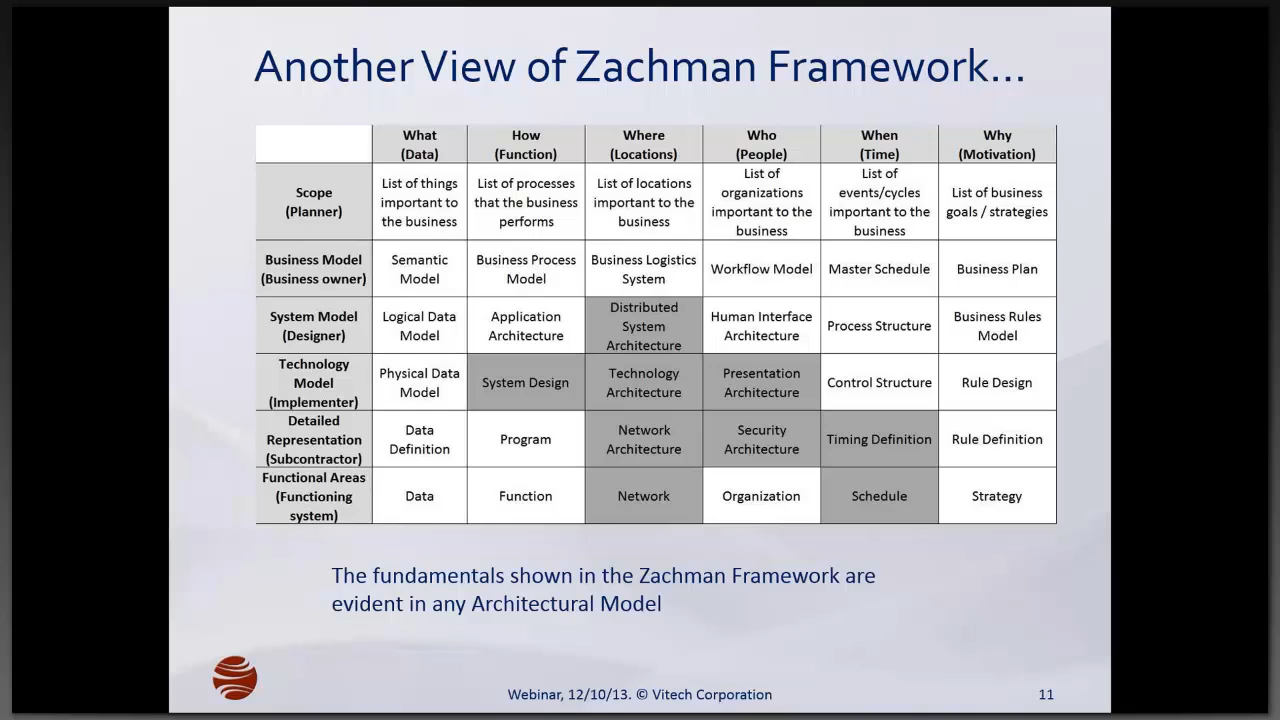 Another View of Zachman Framework...
What How Where Who When Why
(Data) (Function) (Locations) (People) (Time) (Motivation)
Scope
(Planner)
List of things
important to
the business
List of processes
that the business
performs
List of locations
important to the
business
List of
organizations
important to the
business
List of
events/cycles
important to the
business
List of business
goals / strategies
Business Model
(Business owner)
Semantic
Model
Business Process
Model
Business Logistics
System
Workflow Model
Master Schedule
Business Plan
System Model
(Designer)
Logical Data
Model
Application
Architecture
Distributed
System
Architecture
Human Interface
Architecture
Process Structure
Business Rules
Model
Technology
Model
(Implementer)
Physical Data
Model
System Design
Technology
Architecture
Presentation
Architecture
Control Structure
Rule Design
Detailed
Representation
(Subcontractor)
Data
Definition
Program
Network
Architecture
Security
Architecture
Timing Definition
Rule Definition
Functional Areas
(Functioning
system)
Data
Function
Network
Organization
Schedule
Strategy
The fundamentals shown in the Zachman Framework are
evident in any Architectural Model
Webinar, 12/10/13. © Vitech Corporation
11